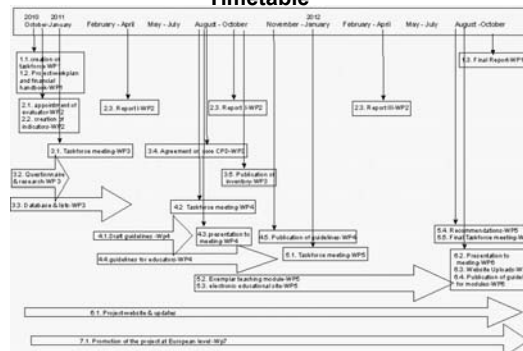 Timetable
2010 2011 2012
October-January February - April May - July August - October November - January February - April May - July August -October
1.1. creation of
taskforce-WP1
1.2. Project workplan
and financial
handbook-WP1
1.3. Final Report-WP1
2.1. appointment of
evaluator-WP2
2.2. creation of
indicators-WP2
2.3. Report I-WP2
2.3. Report II-WP2
2.3. Report III-WP2
3.1. Taskforce meeting-WP3
3.4. Agreement on core CPD-WP3
3.2. Questionnaire
& research-WP3
3.5. Publication of
inventory-WP3
3.3. Database & lists-WP3
4.2. Taskforce meeting-WP4
4.1. Draft guidelines -Wp4
4.3. presentation to
meeting-WP4
4.5. Publication of guidelines-WP4
5.4. Recommendations-WP5
5.5. Final Taskforce meeting-WP5
4.4. guidelines for educators-WP4
5.1. Taskforce meeting-WP5
6.2. Presentation to
meeting-WP6
6.3. Website Uploads-W
6.4. Publication of guide
for modules-WP6
5.2. Exemplar teaching module-WP5
5.3. electronic educational site-WP5
6.1. Project website & updates
7.1. Promotion of the project at European level-Wp7